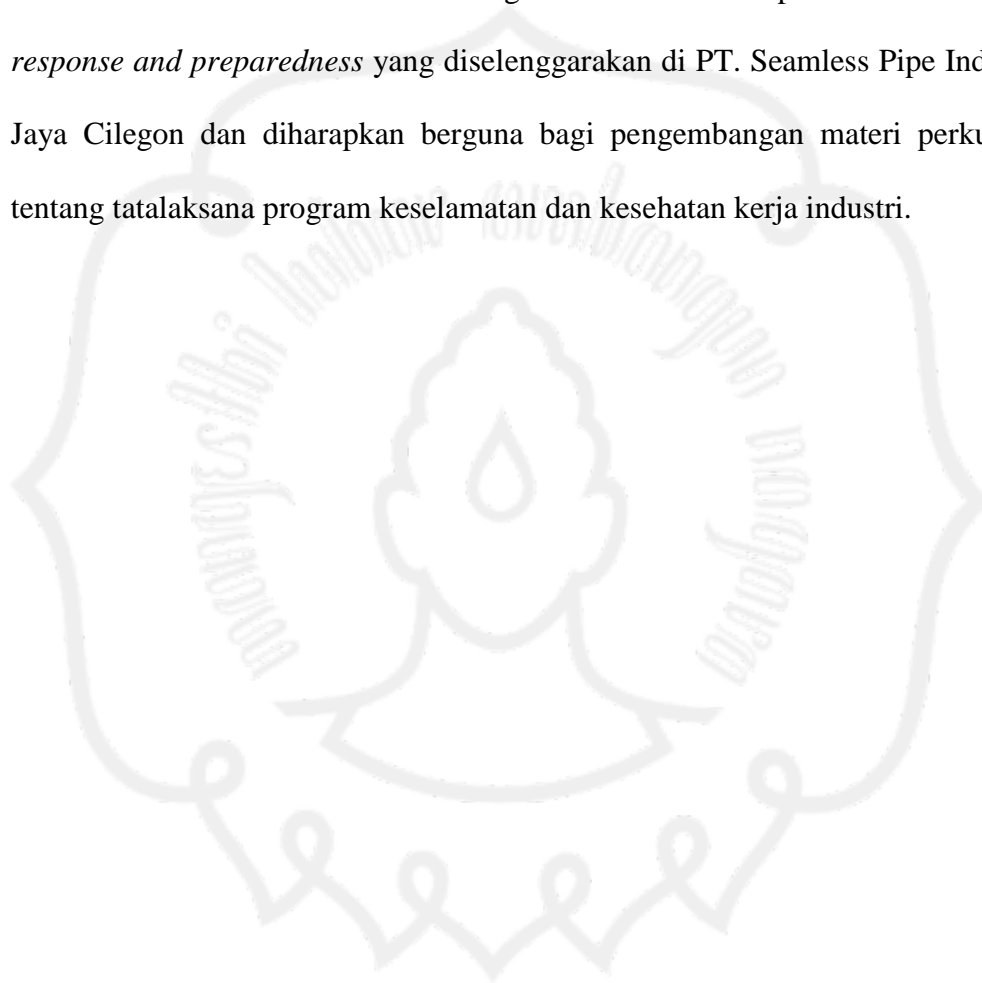 response and preparedness yang diselenggarakan di PT. Seamless Pipe Ind
Jaya Cilegon dan diharapkan berguna bagi pengembangan materi perku
tentang tatalaksana program keselamatan dan kesehatan kerja industri.